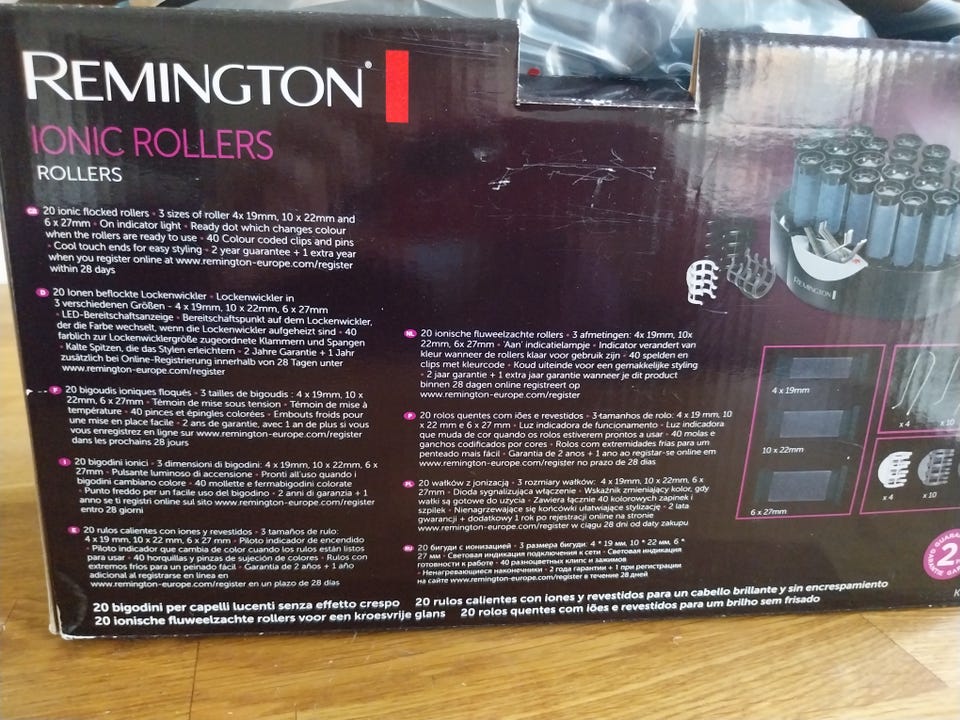 REMINGTON®
IONIC ROLLERS
ROLLERS
GB 20 ionic flocked rollers • 3 sizes of roller 4x 19mm, 10 x 22mm and
6 x 27mm • On indicator light • Ready dot which changes colour
when the rollers are ready to use • 40 Colour coded clips and pins
• Cool touch ends for easy styling • 2 year guarantee + 1 extra year
when you register online at www.remington-europe.com/register
within 28 days
D 20 Ionen beflockte Lockenwickler • Lockenwickler in
3 verschiedenen Größen - 4 x 19mm, 10 x 22mm, 6 x 27mm
• LED-Bereitschaftsanzeige • Bereitschaftspunkt auf dem Lockenwickler,
der die Farbe wechselt, wenn die Lockenwickler aufgeheizt sind • 40
farblich zur Lockenwicklergröße zugeordnete Klammern und Spangen
• Kalte Spitzen, die das Stylen erleichtern • 2 Jahre Garantie + 1 Jahr
zusätzlich bei Online-Registrierung innerhalb von 28 Tagen unter
www.remington-europe.com/register
F 20 bigoudis ioniques floqués • 3 tailles de bigoudis : 4 x 19mm, 10 x
22mm, 6 x 27mm • Témoin de mise sous tension • Témoin de mise à
température • 40 pinces et épingles colorées • Embouts froids pour
une mise en place facile • 2 ans de garantie, avec 1 an de plus si vous
vous enregistrez en ligne sur www.remington-europe.com/register
dans les prochains 28 jours
I 20 bigodini ionici • 3 dimensioni di bigodini: 4 x 19mm, 10 x 22mm, 6 x
27mm • Pulsante luminoso di accensione • Pronti all'uso quando i
bigodini cambiano colore • 40 mollette e fermabigodini colorate
• Punto freddo per un facile uso del bigodino • 2 anni di garanzia + 1
anno se ti registri online sul sito www.remington-europe.com/register
entro 28 giorni
E 20 rulos calientes con iones y revestidos • 3 tamaños de rulo:
4 x 19 mm, 10 x 22 mm, 6 x 27 mm • Piloto indicador de encendido
• Piloto indicador que cambia de color cuando los rulos están listos
para usar • 40 horquillas y pinzas de sujeción de colores • Rulos con
extremos fríos para un peinado fácil • Garantía de 2 años + 1 año
adicional al registrarse en línea en
www.remington-europe.com/register en un plazo de 28 días
NL 20 ionische fluweelzachte rollers • 3 afmetingen: 4x 19mm, 10x
22mm, 6x 27mm • 'Aan' indicatielampje • Indicator verandert van
kleur wanneer de rollers klaar voor gebruik zijn • 40 spelden en
clips met kleurcode • Koud uiteinde voor een gemakkelijke styling
• 2 jaar garantie + 1 extra jaar garantie wanneer je dit product
binnen 28 dagen online registreert op
www.remington-europe.com/register
P 20 rolos quentes com iões e revestidos • 3 tamanhos de rolo: 4 x 19 mm, 10
x 22 mm e 6 x 27 mm • Luz indicadora de funcionamento • Luz indicadora
que muda de cor quando os rolos estiverem prontos a usar • 40 molas e
ganchos codificados por cores • Rolos com extremidades frias para um
penteado mais fácil • Garantia de 2 anos + 1 ano ao registar-se online em
www.remington-europe.com/register no prazo de 28 dias
PL 20 wałków z jonizacją • 3 rozmiary wałków: 4 x 19mm, 10 x 22mm, 6 x
27mm • Dioda sygnalizująca włączenie • Wskaźnik zmieniający kolor, gdy
wałki są gotowe do użycia • Zawiera łącznie 40 kolorowych zapinek i
szpilek • Nienagrzewające się końcówki ułatwiające stylizację • 2 lata
gwarancji + dodatkowy 1 rok po rejestracji online na stronie
www.remington-europe.com/register w ciągu 28 dni od daty zakupu
RU 20 бигуди с ионизацией • 3 размера бигуди: 4 * 19 мм, 10 * 22 мм, 6 *
27 мм • Световая индикация подключения к сети • Световая индикация
готовности к работе • 40 разноцветных клипс и зажимов
• Ненагревающиеся наконечники • 2 года гарантии + 1 при регистрации
на сайте www.remington-europe.com/register в течение 28 дней
20 bigodini per capelli lucenti senza effetto crespo
20 rulos calientes con iones y revestidos para un cabello brillante y sin encrespamiento
20 ionische fluweelzachte rollers voor een kroesvrije glans
20 rolos quentes com iões e revestidos para um brilho sem frisado
REMINGTON
4 x 19mm
10 x 22mm
6 x 27mm
x 4
x 10
x 4
x 10
2